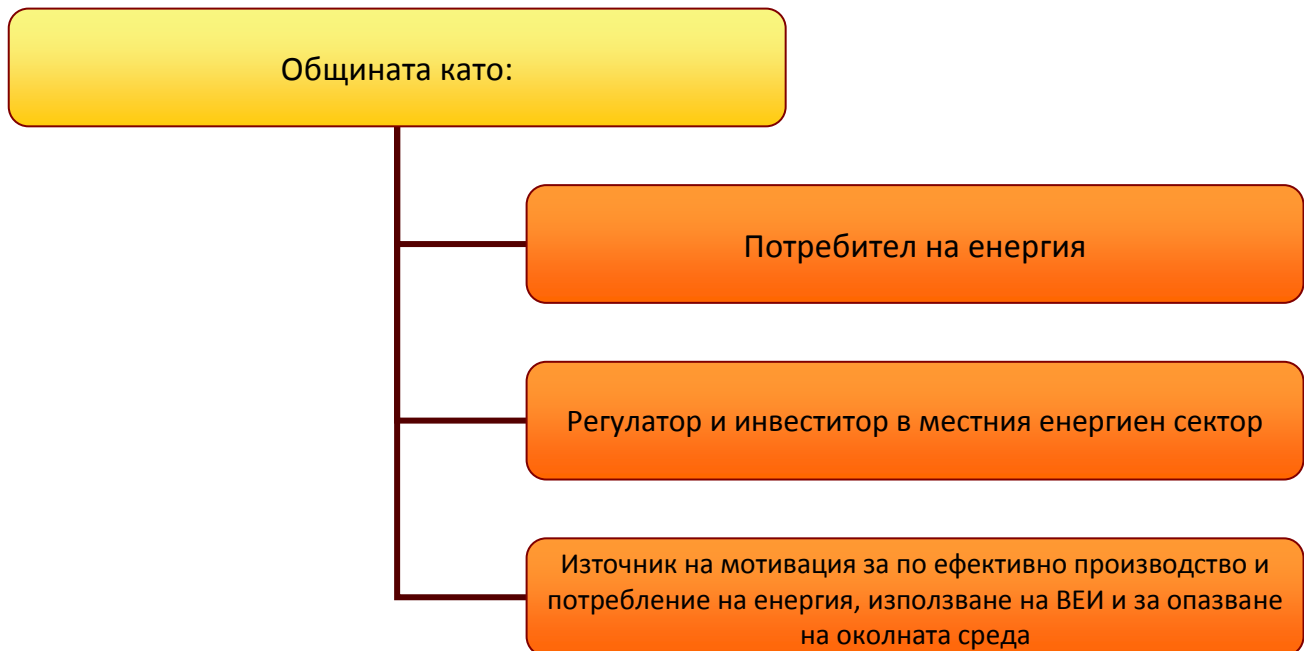 Общината като:
Потребител на енергия
Регулатор и инвеститор в местния енергиен сектор
Източник на мотивация за по ефективно производство и
потребление на енергия, използване на ВЕИ и за опазване
на околната среда